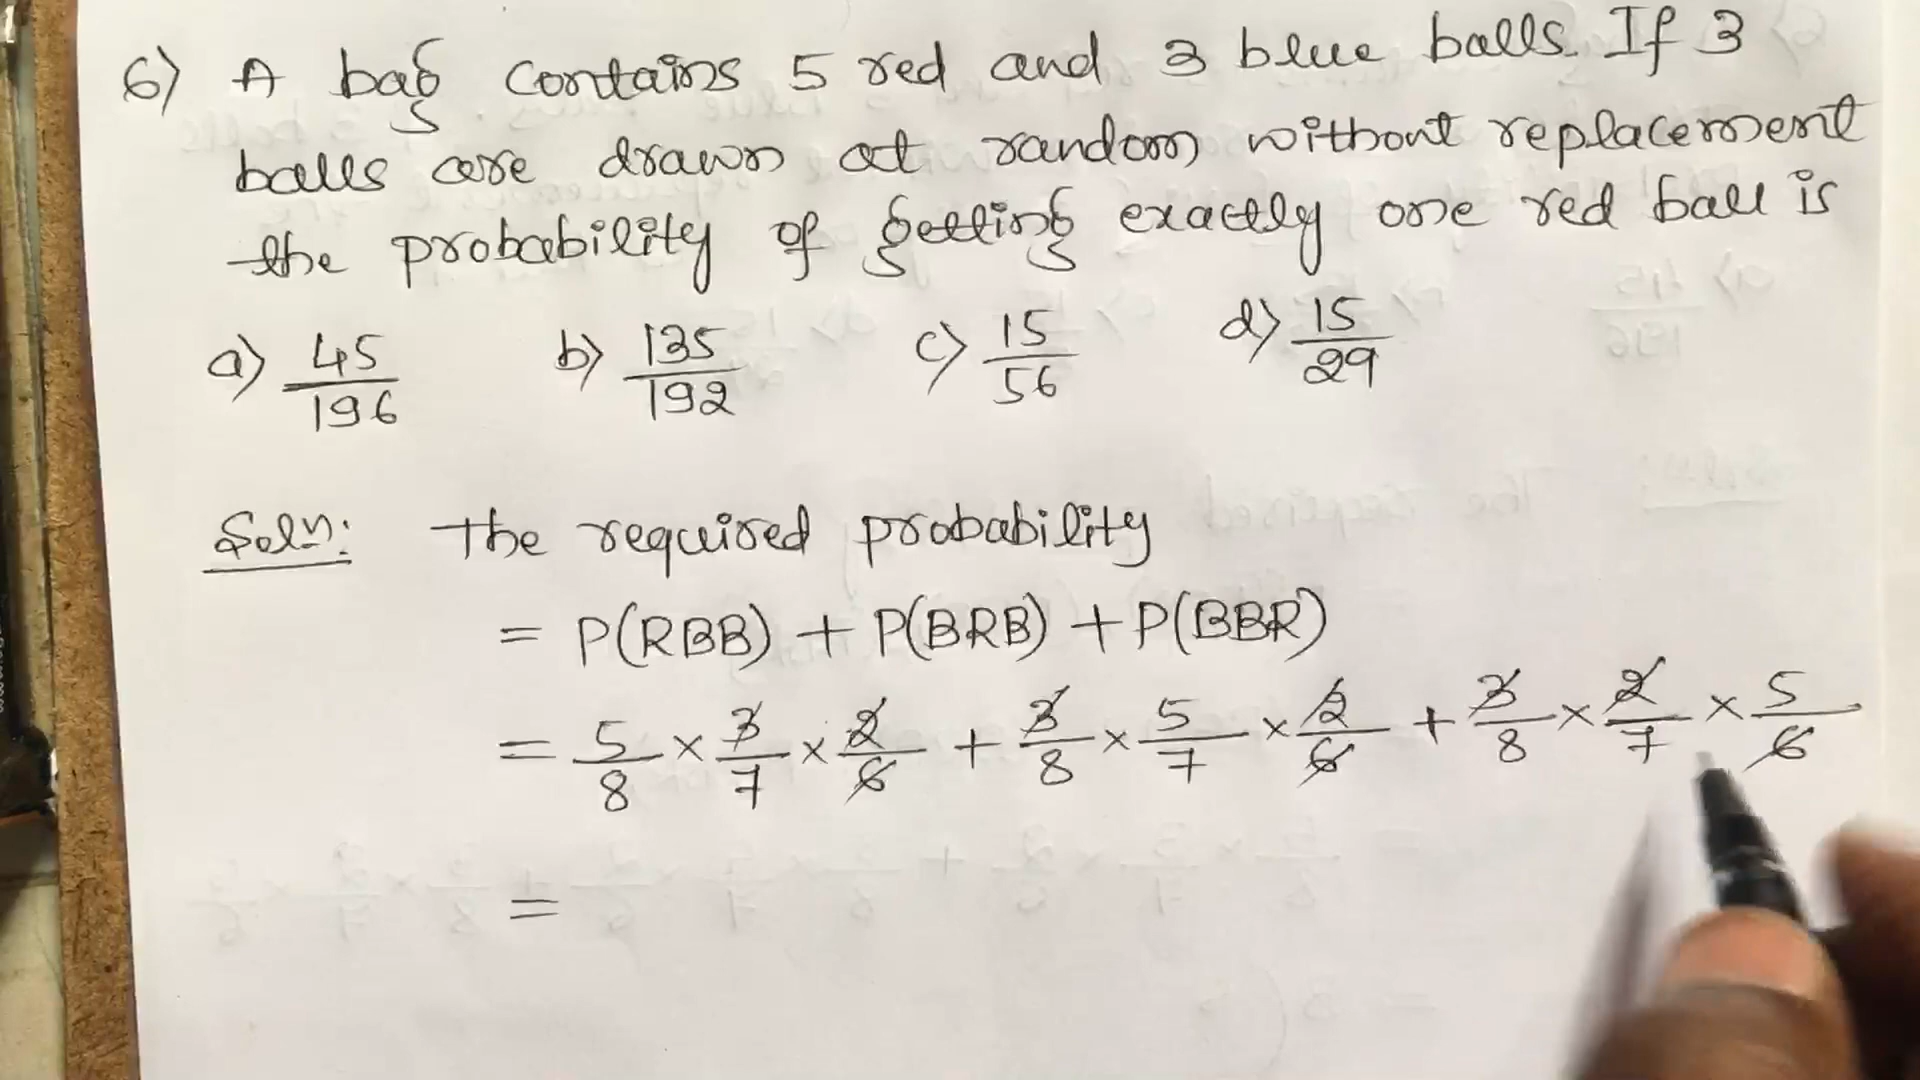 6) A bag contains 5 red and 3 blue balls. If 3
balls are drawn at random without replacement
the probability of getting exactly one red ball is
a) 45/196 b) 135/192 c) 15/56 d) 15/29
Soln: The required probability
= P(RBB) + P(BRB) + P(BBR)
= 5/8 × 3/7 × 2/6 + 3/8 × 5/7 × 2/6 + 3/8 × 2/7 × 5/6
=